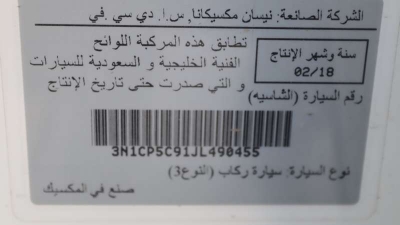 الشركة الصانعة: نيسان مكسيكانا, س.ا. دي سي. في
تطابق هذه المركبة اللوائح
الفنية الخليجية و السعودية للسيارات
و التي صدرت حتى تاريخ الإنتاج
سنة وشهر الإنتاج
02/18
رقم السيارة (الشاسيه):
3N1CP5C91JL490455
نوع السيارة: سيارة ركاب (النوع3)
صنع في المكسيك